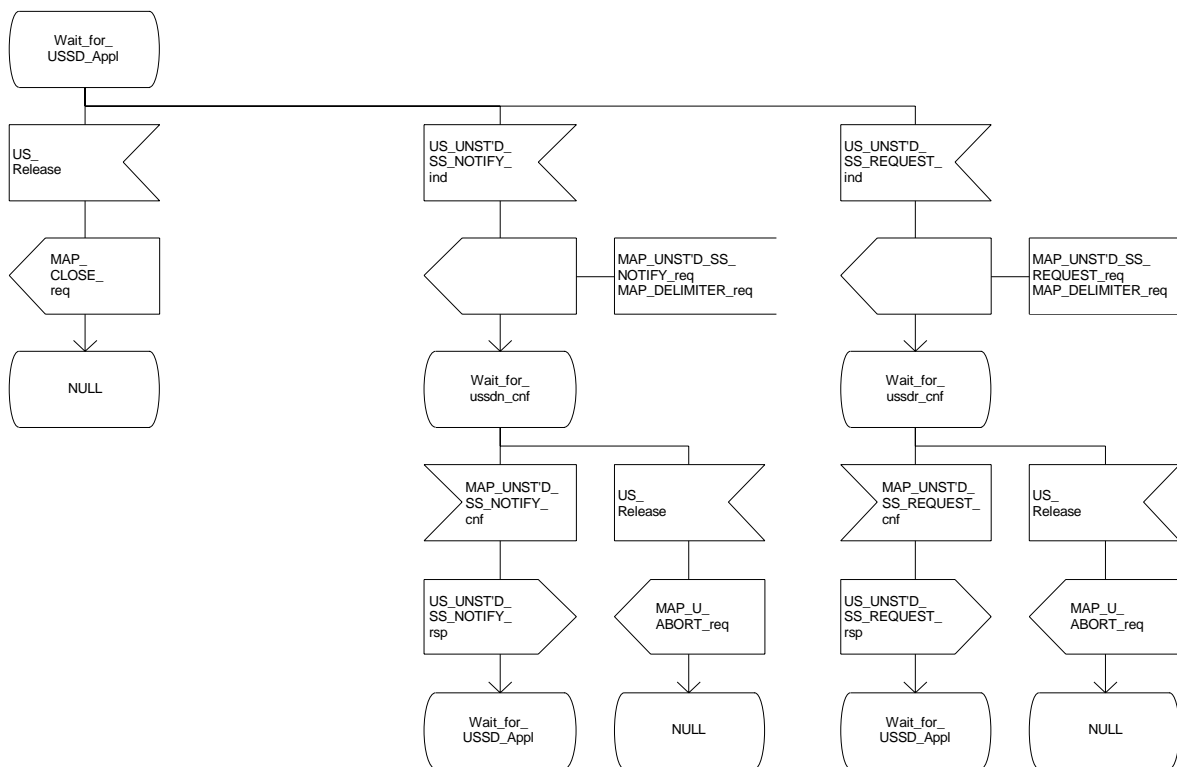 Wait_for_
USSD_Appl
US_
Release
US_UNST'D_
SS_NOTIFY_
ind
US_UNST'D_
SS_REQUEST_
ind
MAP_
CLOSE_
req
MAP_UNST'D_SS_
NOTIFY_req
MAP_DELIMITER_req
MAP_UNST'D_SS_
REQUEST_req
MAP_DELIMITER_req
NULL
Wait_for_
ussdn_cnf
Wait_for_
ussdr_cnf
MAP_UNST'D_
SS_NOTIFY_
cnf
US_
Release
MAP_UNST'D_
SS_REQUEST_
cnf
US_
Release
US_UNST'D_
SS_NOTIFY_
rsp
MAP_U_
ABORT_req
US_UNST'D_
SS_REQUEST_
rsp
MAP_U_
ABORT_req
Wait_for_
USSD_Appl
NULL
Wait_for_
USSD_Appl
NULL